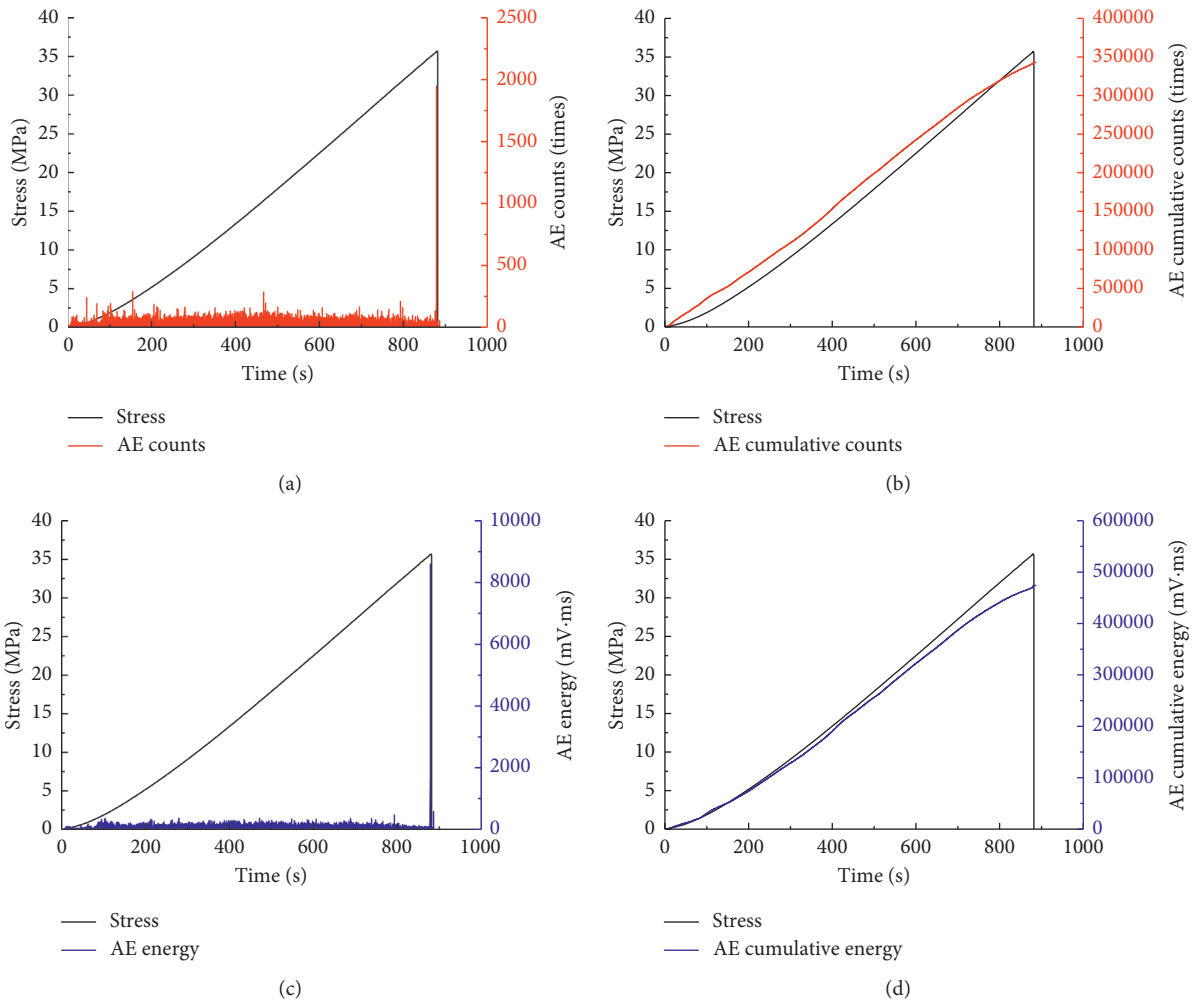 40
35
30
25
20
15
10
5
0
Stress (MPa)
0 200 400 600 800 1000
Time (s)
2500
2000
1500
1000
500
0
AE counts (times)
Stress
AE counts
(a)
40
35
30
25
20
15
10
5
0
Stress (MPa)
0 200 400 600 800 1000
Time (s)
400000
350000
300000
250000
200000
150000
100000
50000
0
AE cumulative counts (times)
Stress
AE cumulative counts
(b)
40
35
30
25
20
15
10
5
0
Stress (MPa)
0 200 400 600 800 1000
Time (s)
10000
8000
6000
4000
2000
0
AE energy (mV·ms)
Stress
AE energy
(c)
40
35
30
25
20
15
10
5
0
Stress (MPa)
0 200 400 600 800 1000
Time (s)
600000
500000
400000
300000
200000
100000
0
AE cumulative energy (mV·ms)
Stress
AE cumulative energy
(d)